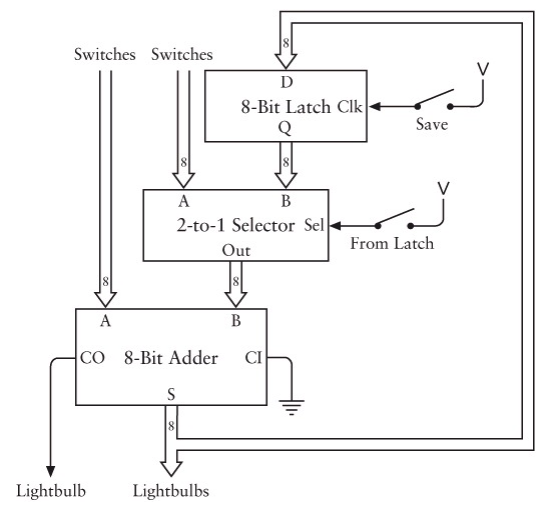 8
Switches Switches
D
8-Bit Latch Clk
Q
V
Save
8 8
A B
2-to-1 Selector Sel
Out
V
From Latch
8 8
A B
CO 8-Bit Adder CI
S
8
Lightbulb Lightbulbs